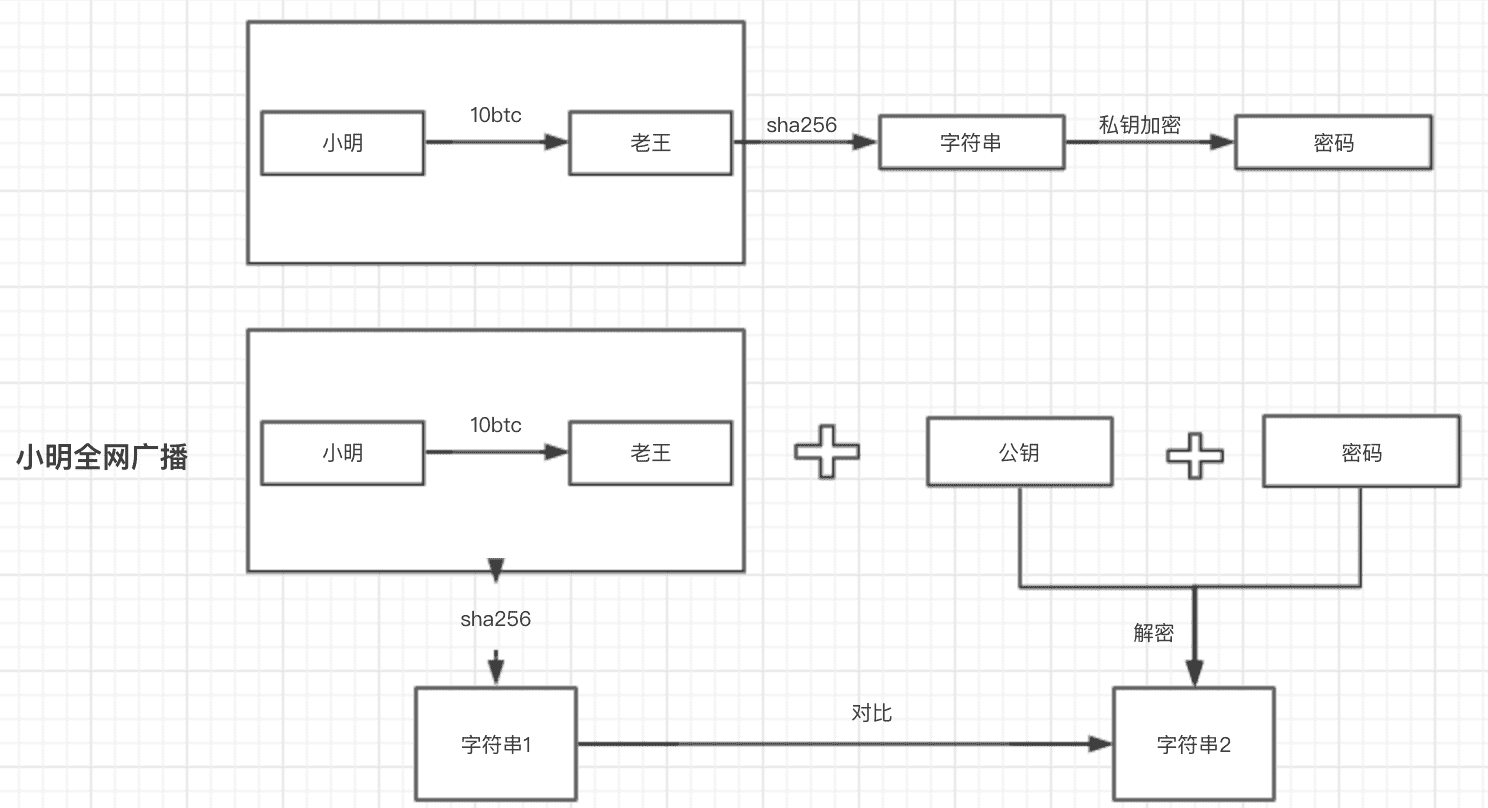 10btc
小明
老王
sha256
字符串
私钥加密
密码
小明全网广播
10btc
小明
老王
公钥
密码
sha256
解密
对比
字符串1
字符串2